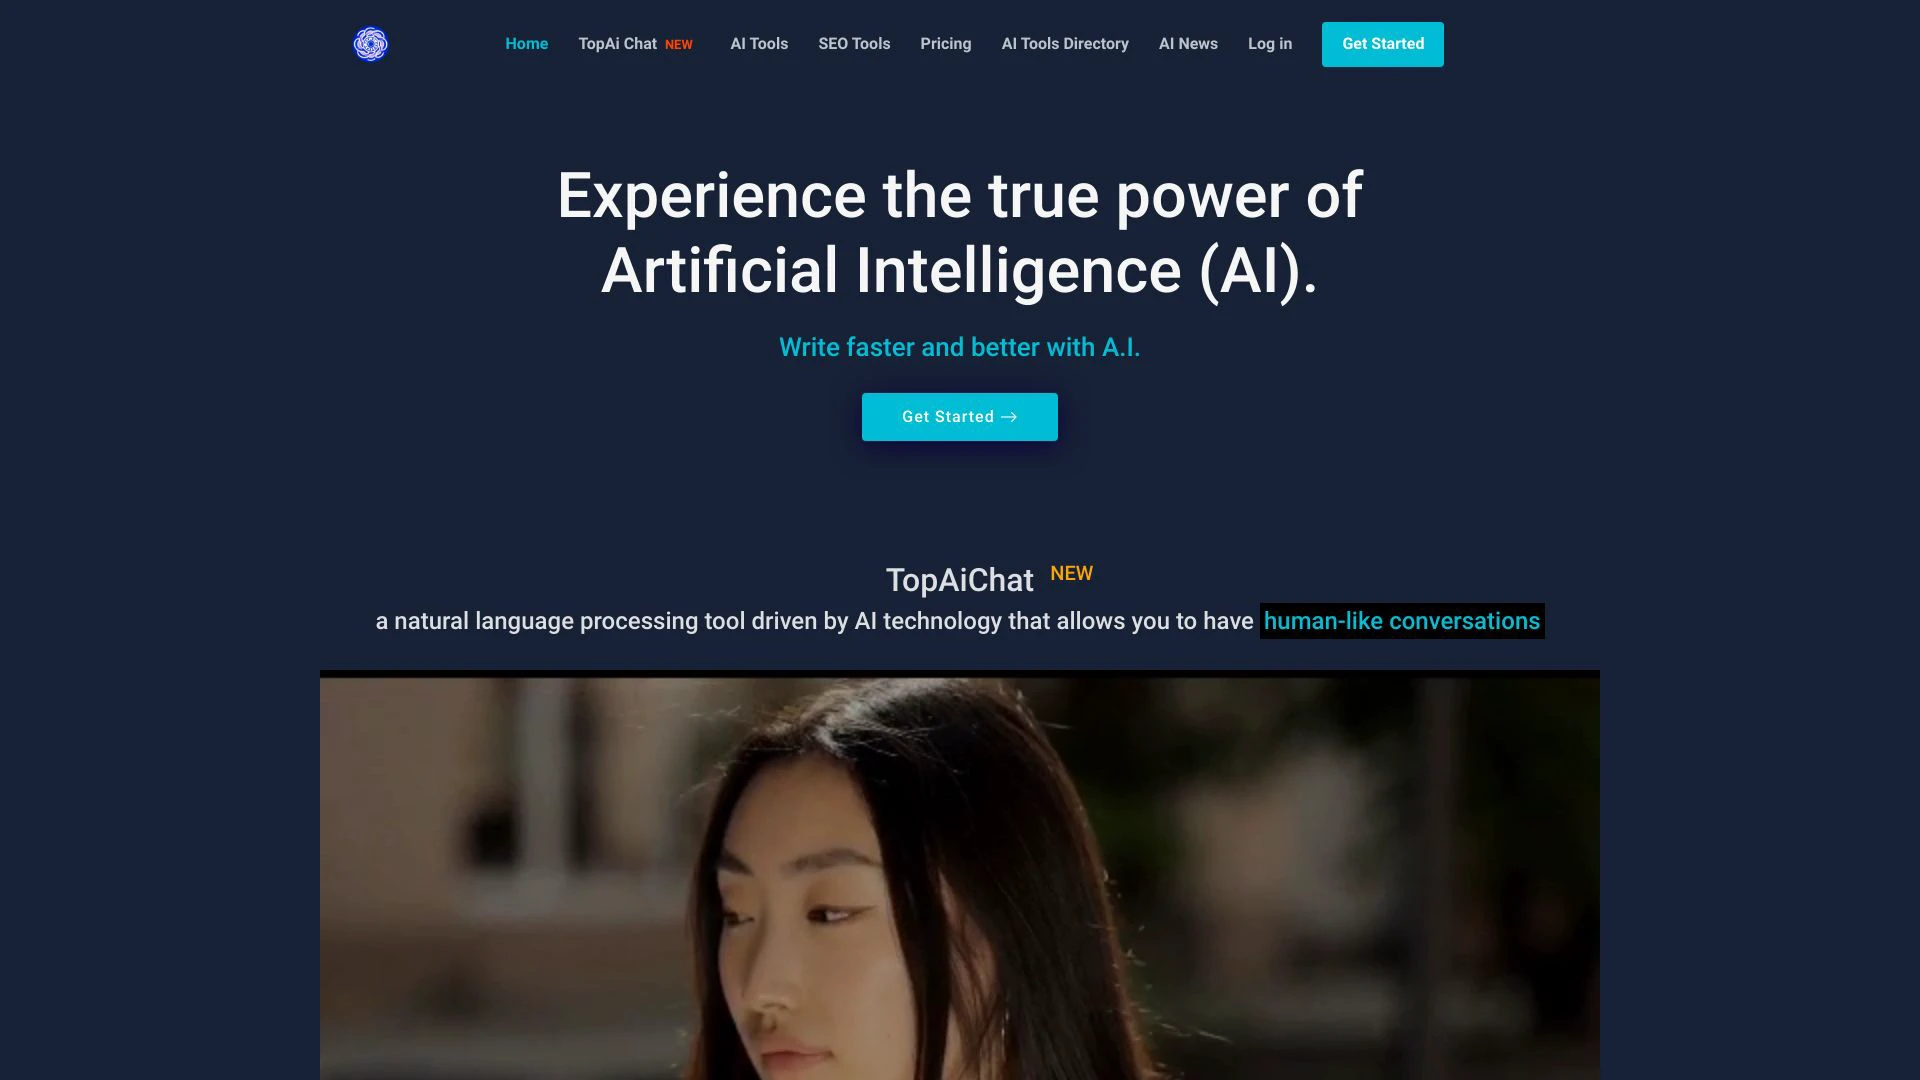 Home TopAi Chat NEW AI Tools SEO Tools Pricing AI Tools Directory AI News Log in Get Started
Experience the true power of
Artificial Intelligence (AI).
Write faster and better with A.I.
Get Started →
TopAiChat NEW
a natural language processing tool driven by AI technology that allows you to have human-like conversations